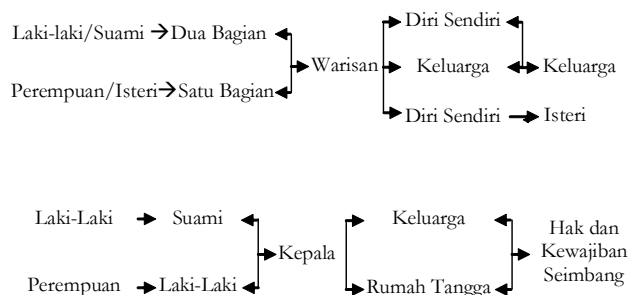 Laki-laki/Suami → Dua Bagian
Perempuan/Isteri → Satu Bagian
Warisan
Diri Sendiri
Keluarga
Keluarga
Diri Sendiri
Isteri
Laki-Laki
Suami
Perempuan
Laki-Laki
Kepala
Keluarga
Rumah Tangga
Hak dan
Kewajiban
Seimbang